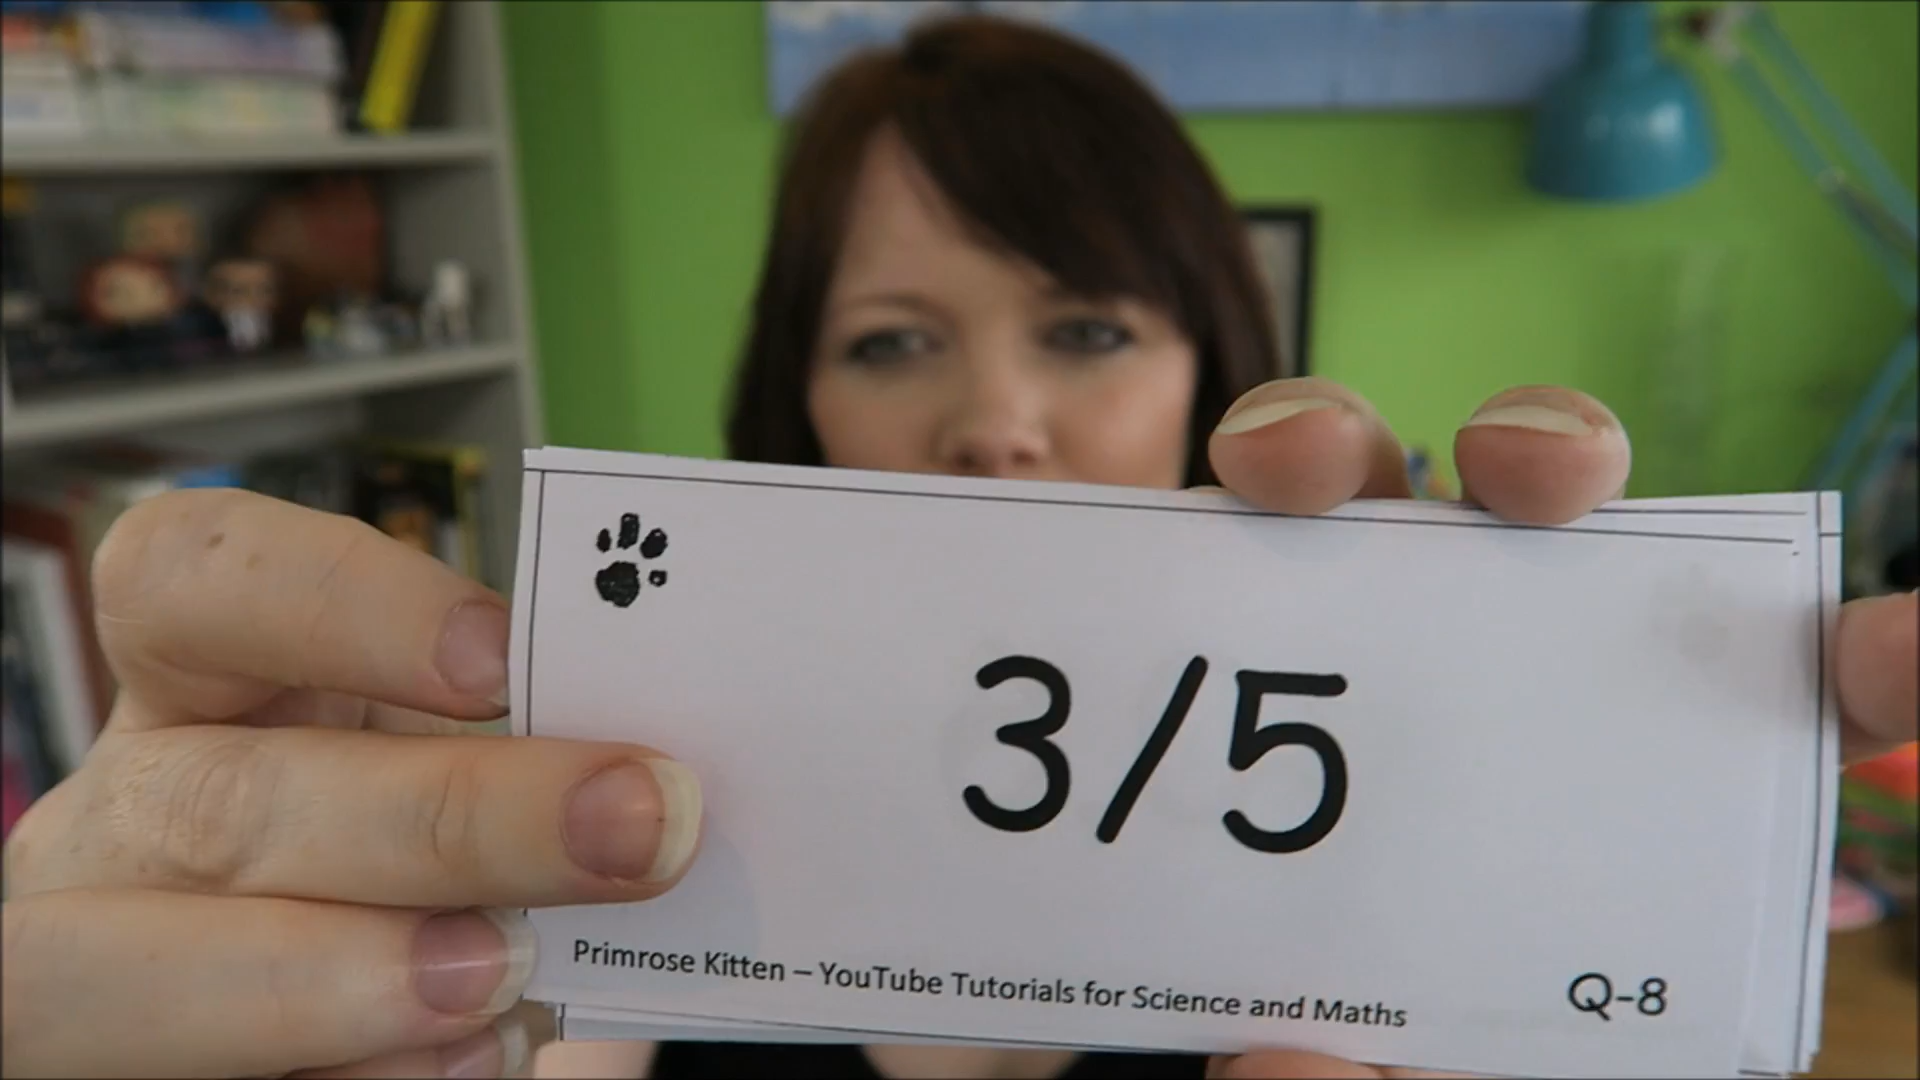 3/5
Primrose Kitten – YouTube Tutorials for Science and Maths
Q-8